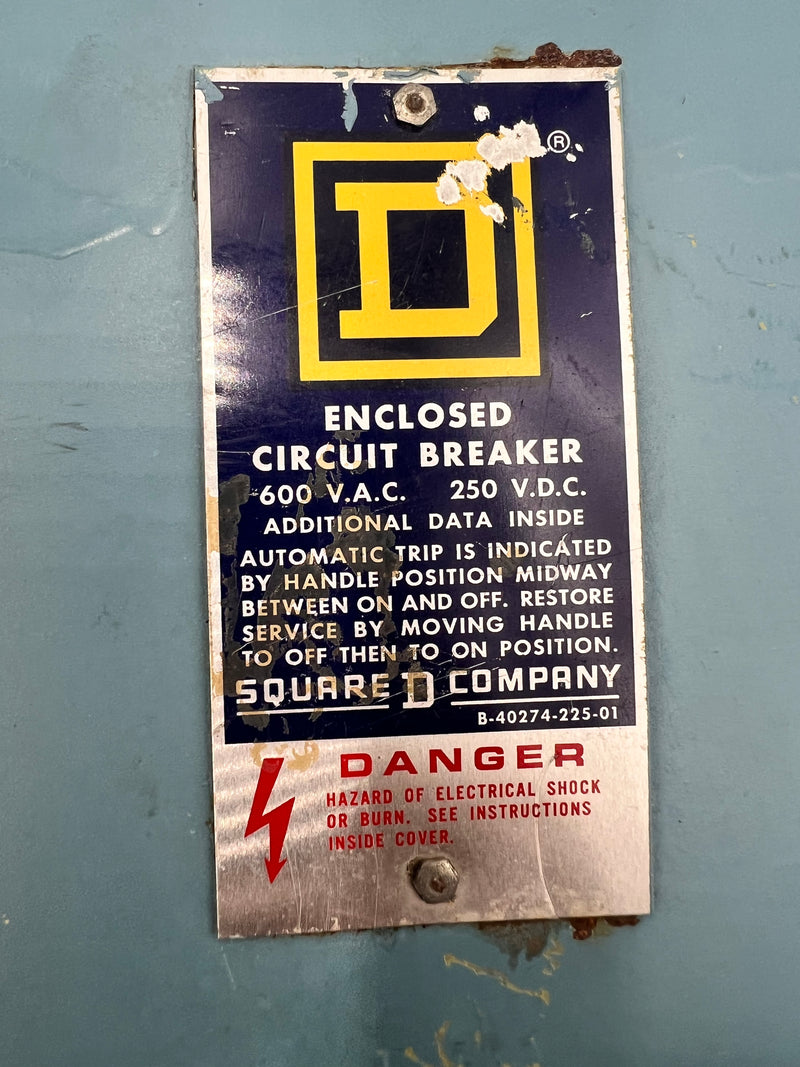 D ®
ENCLOSED
CIRCUIT BREAKER
600 V.A.C. 250 V.D.C.
ADDITIONAL DATA INSIDE
AUTOMATIC TRIP IS INDICATED
BY HANDLE POSITION MIDWAY
BETWEEN ON AND OFF. RESTORE
SERVICE BY MOVING HANDLE
TO OFF THEN TO ON POSITION.
SQUARE D COMPANY
B-40274-225-01
DANGER
HAZARD OF ELECTRICAL SHOCK
OR BURN. SEE INSTRUCTIONS
INSIDE COVER.